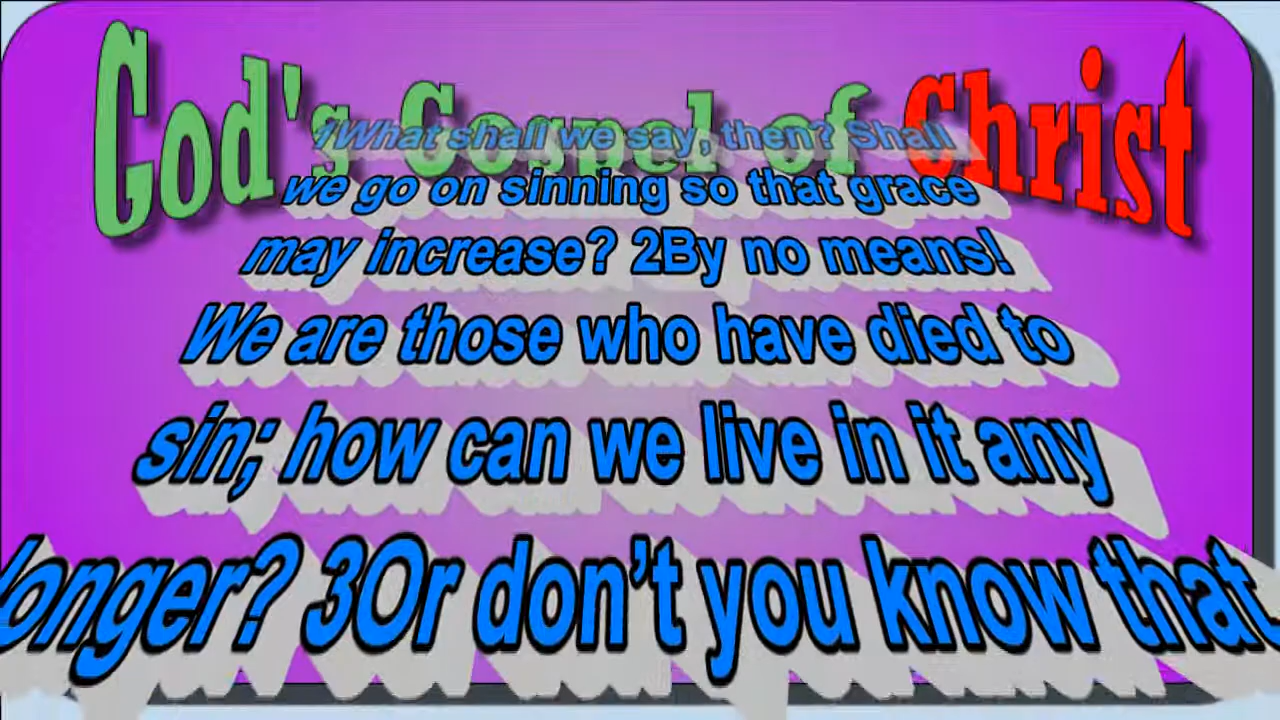 God's Gospel of Christ
1What shall we say, then? Shall
we go on sinning so that grace
may increase? 2By no means!
We are those who have died to
sin; how can we live in it any
longer? 3Or don’t you know that